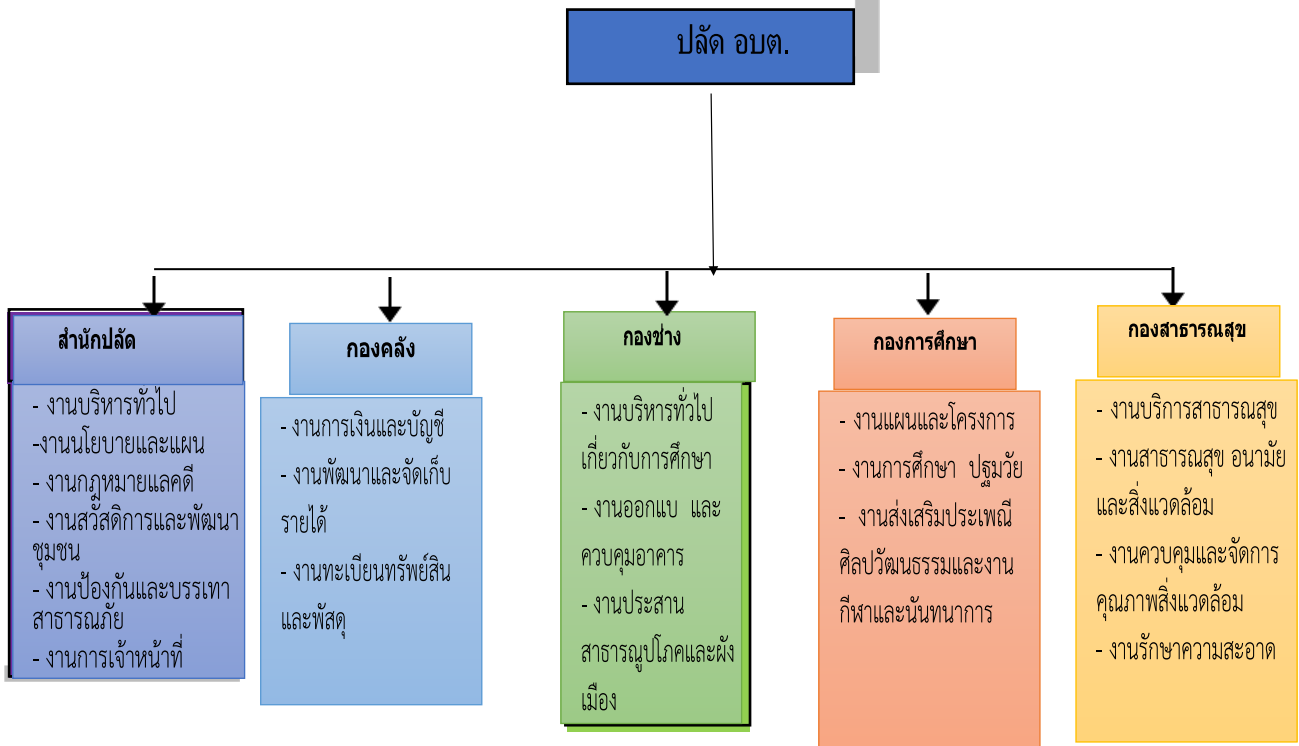 ปลัด อบต.
สำนักปลัด
- งานบริหารทั่วไป
-งานนโยบายและแผน
- งานกฎหมายแลคดี
- งานสวัสดิการและพัฒนา
ชุมชน
- งานป้องกันและบรรเทา
สาธารณภัย
- งานการเจ้าหน้าที่
กองคลัง
- งานการเงินและบัญชี
- งานพัฒนาและจัดเก็บ
รายได้
- งานทะเบียนทรัพย์สิน
และพัสดุ
กองช่าง
- งานบริหารทั่วไป
เกี่ยวกับการศึกษา
- งานออกแบ และ
ควบคุมอาคาร
- งานประสาน
สาธารณูปโภคและผัง
เมือง
กองการศึกษา
- งานแผนและโครงการ
- งานการศึกษา ปฐมวัย
- งานส่งเสริมประเพณี
ศิลปวัฒนธรรมและงาน
กีฬาและนันทนาการ
กองสาธารณสุข
- งานบริการสาธารณสุข
- งานสาธารณสุข อนามัย
และสิ่งแวดล้อม
- งานควบคุมและจัดการ
คุณภาพสิ่งแวดล้อม
- งานรักษาความสะอาด